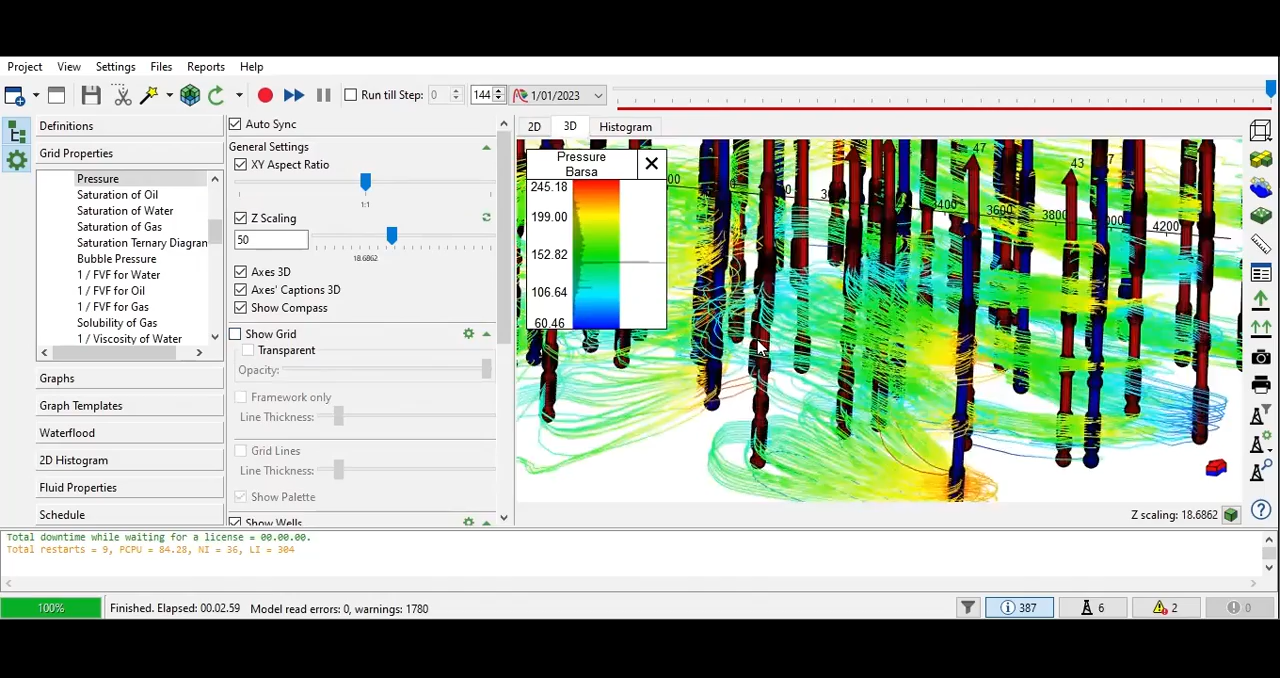 Project View Settings Files Reports Help
Run till Step: 0 144 1/01/2023
Definitions
Grid Properties
Pressure
Saturation of Oil
Saturation of Water
Saturation of Gas
Saturation Ternary Diagran
Bubble Pressure
1 / FVF for Water
1 / FVF for Oil
1 / FVF for Gas
Solubility of Gas
1 / Viscosity of Water
Graphs
Graph Templates
Waterflood
2D Histogram
Fluid Properties
Schedule
Auto Sync
General Settings
XY Aspect Ratio
1:1
Z Scaling
50
18.6862
Axes 3D
Axes' Captions 3D
Show Compass
Show Grid
Transparent
Opacity:
Framework only
Line Thickness:
Grid Lines
Line Thickness:
Show Palette
Show Wells
2D 3D Histogram
Pressure
Barsa
245.18
199.00
152.82
106.64
60.46
47
43
3400
3600
3800
4200
Z scaling: 18.6862
Total downtime while waiting for a license = 00.00.00.
Total restarts = 9, PCPU = 84.28, NI = 36, LI = 304
100% Finished. Elapsed: 00.02.59 Model read errors: 0, warnings: 1780
387 6 2 0